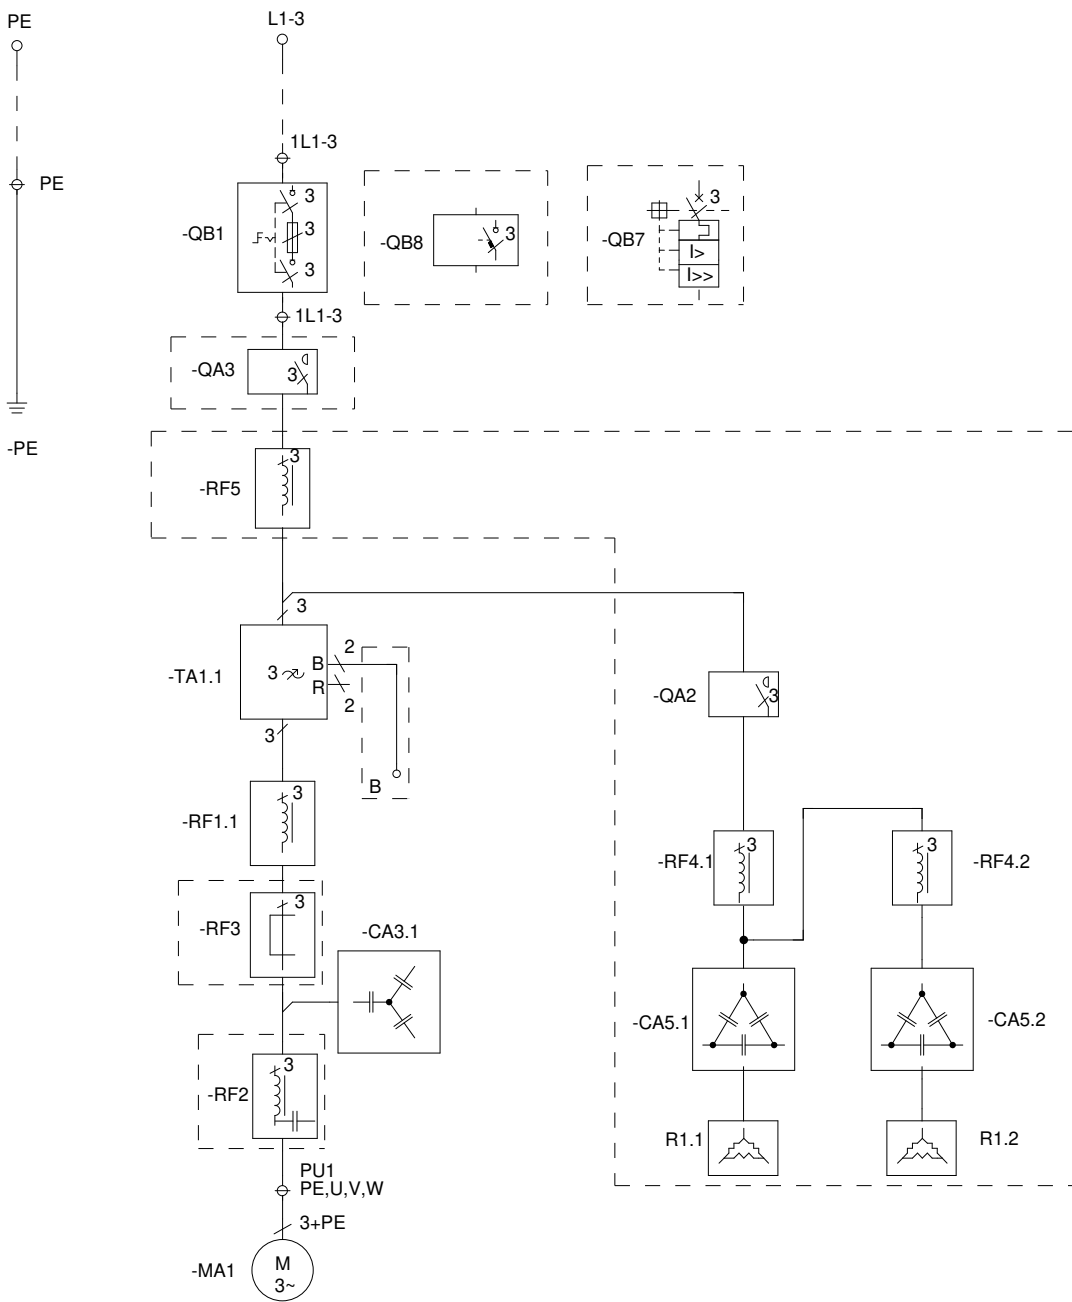 PE
L1-3
1L1-3
PE
-QB1
3
3
3
-QB8
3
-QB7
3
I>
I>>
1L1-3
-QA3
3
-PE
-RF5
3
3
-TA1.1
3
B
R
2
2
3
B
-QA2
3
-RF1.1
3
-RF4.1
3
3
-RF4.2
-RF3
3
-CA3.1
-CA5.1
-CA5.2
-RF2
3
R1.1
R1.2
PU1
PE,U,V,W
3+PE
-MA1
M
3~